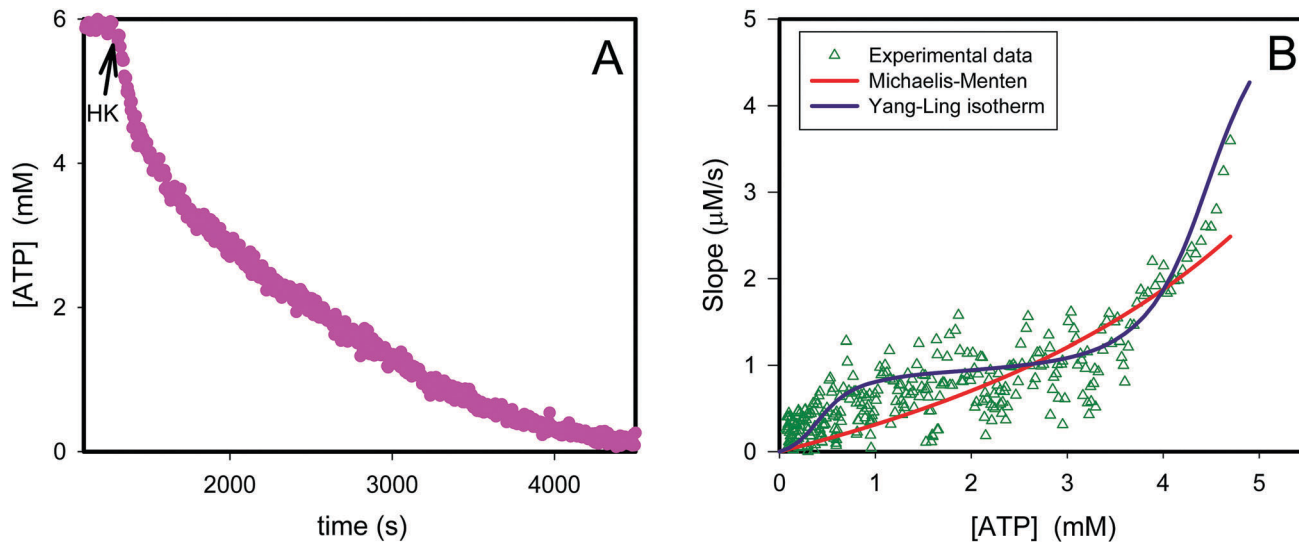 A
6
4
2
0
[ATP] (mM)
HK
2000
3000
4000
time (s)
B
Experimental data
Michaelis-Menten
Yang-Ling isotherm
5
4
3
2
1
0
Slope (μM/s)
0
1
2
3
4
5
[ATP] (mM)